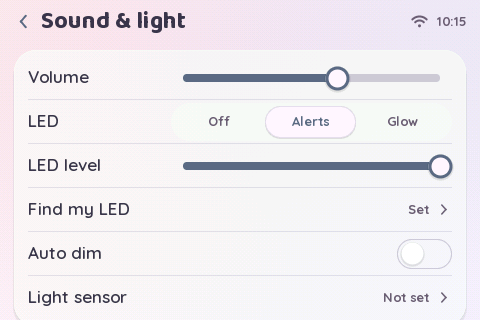 Sound & light
10:15
Volume
LED Off Alerts Glow
LED level
Find my LED Set
Auto dim
Light sensor Not set